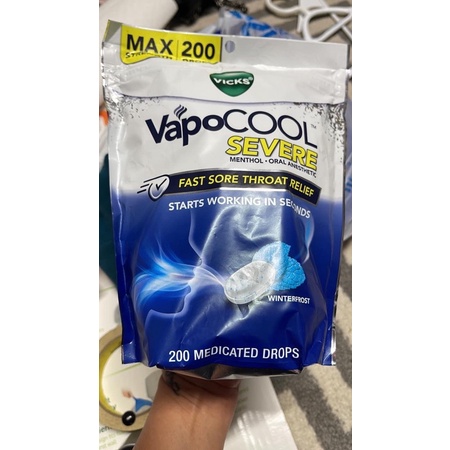 MAX 200
VICKS
VapoCOOL™
SEVERE
MENTHOL • ORAL ANESTHETIC
FAST SORE THROAT RELIEF
STARTS WORKING IN SECONDS
WINTERFROST
200 MEDICATED DROPS